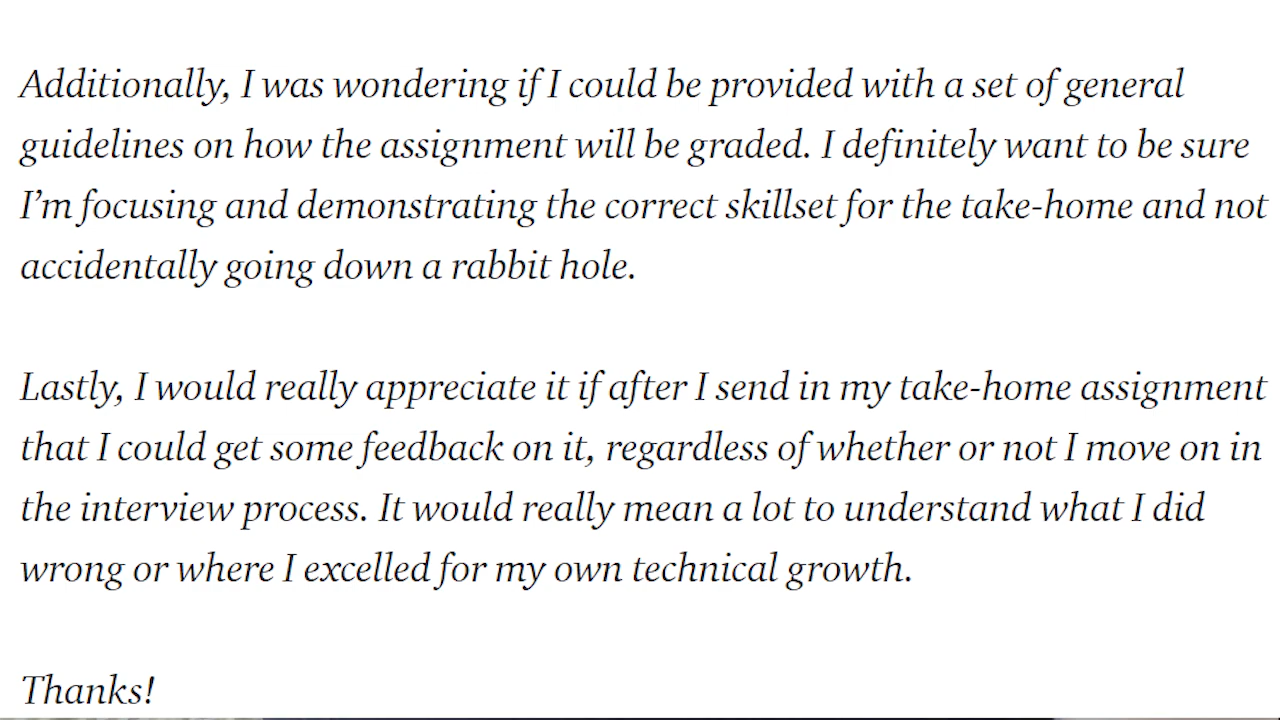 Additionally, I was wondering if I could be provided with a set of general
guidelines on how the assignment will be graded. I definitely want to be sure
I’m focusing and demonstrating the correct skillset for the take-home and not
accidentally going down a rabbit hole.
Lastly, I would really appreciate it if after I send in my take-home assignment
that I could get some feedback on it, regardless of whether or not I move on in
the interview process. It would really mean a lot to understand what I did
wrong or where I excelled for my own technical growth.
Thanks!